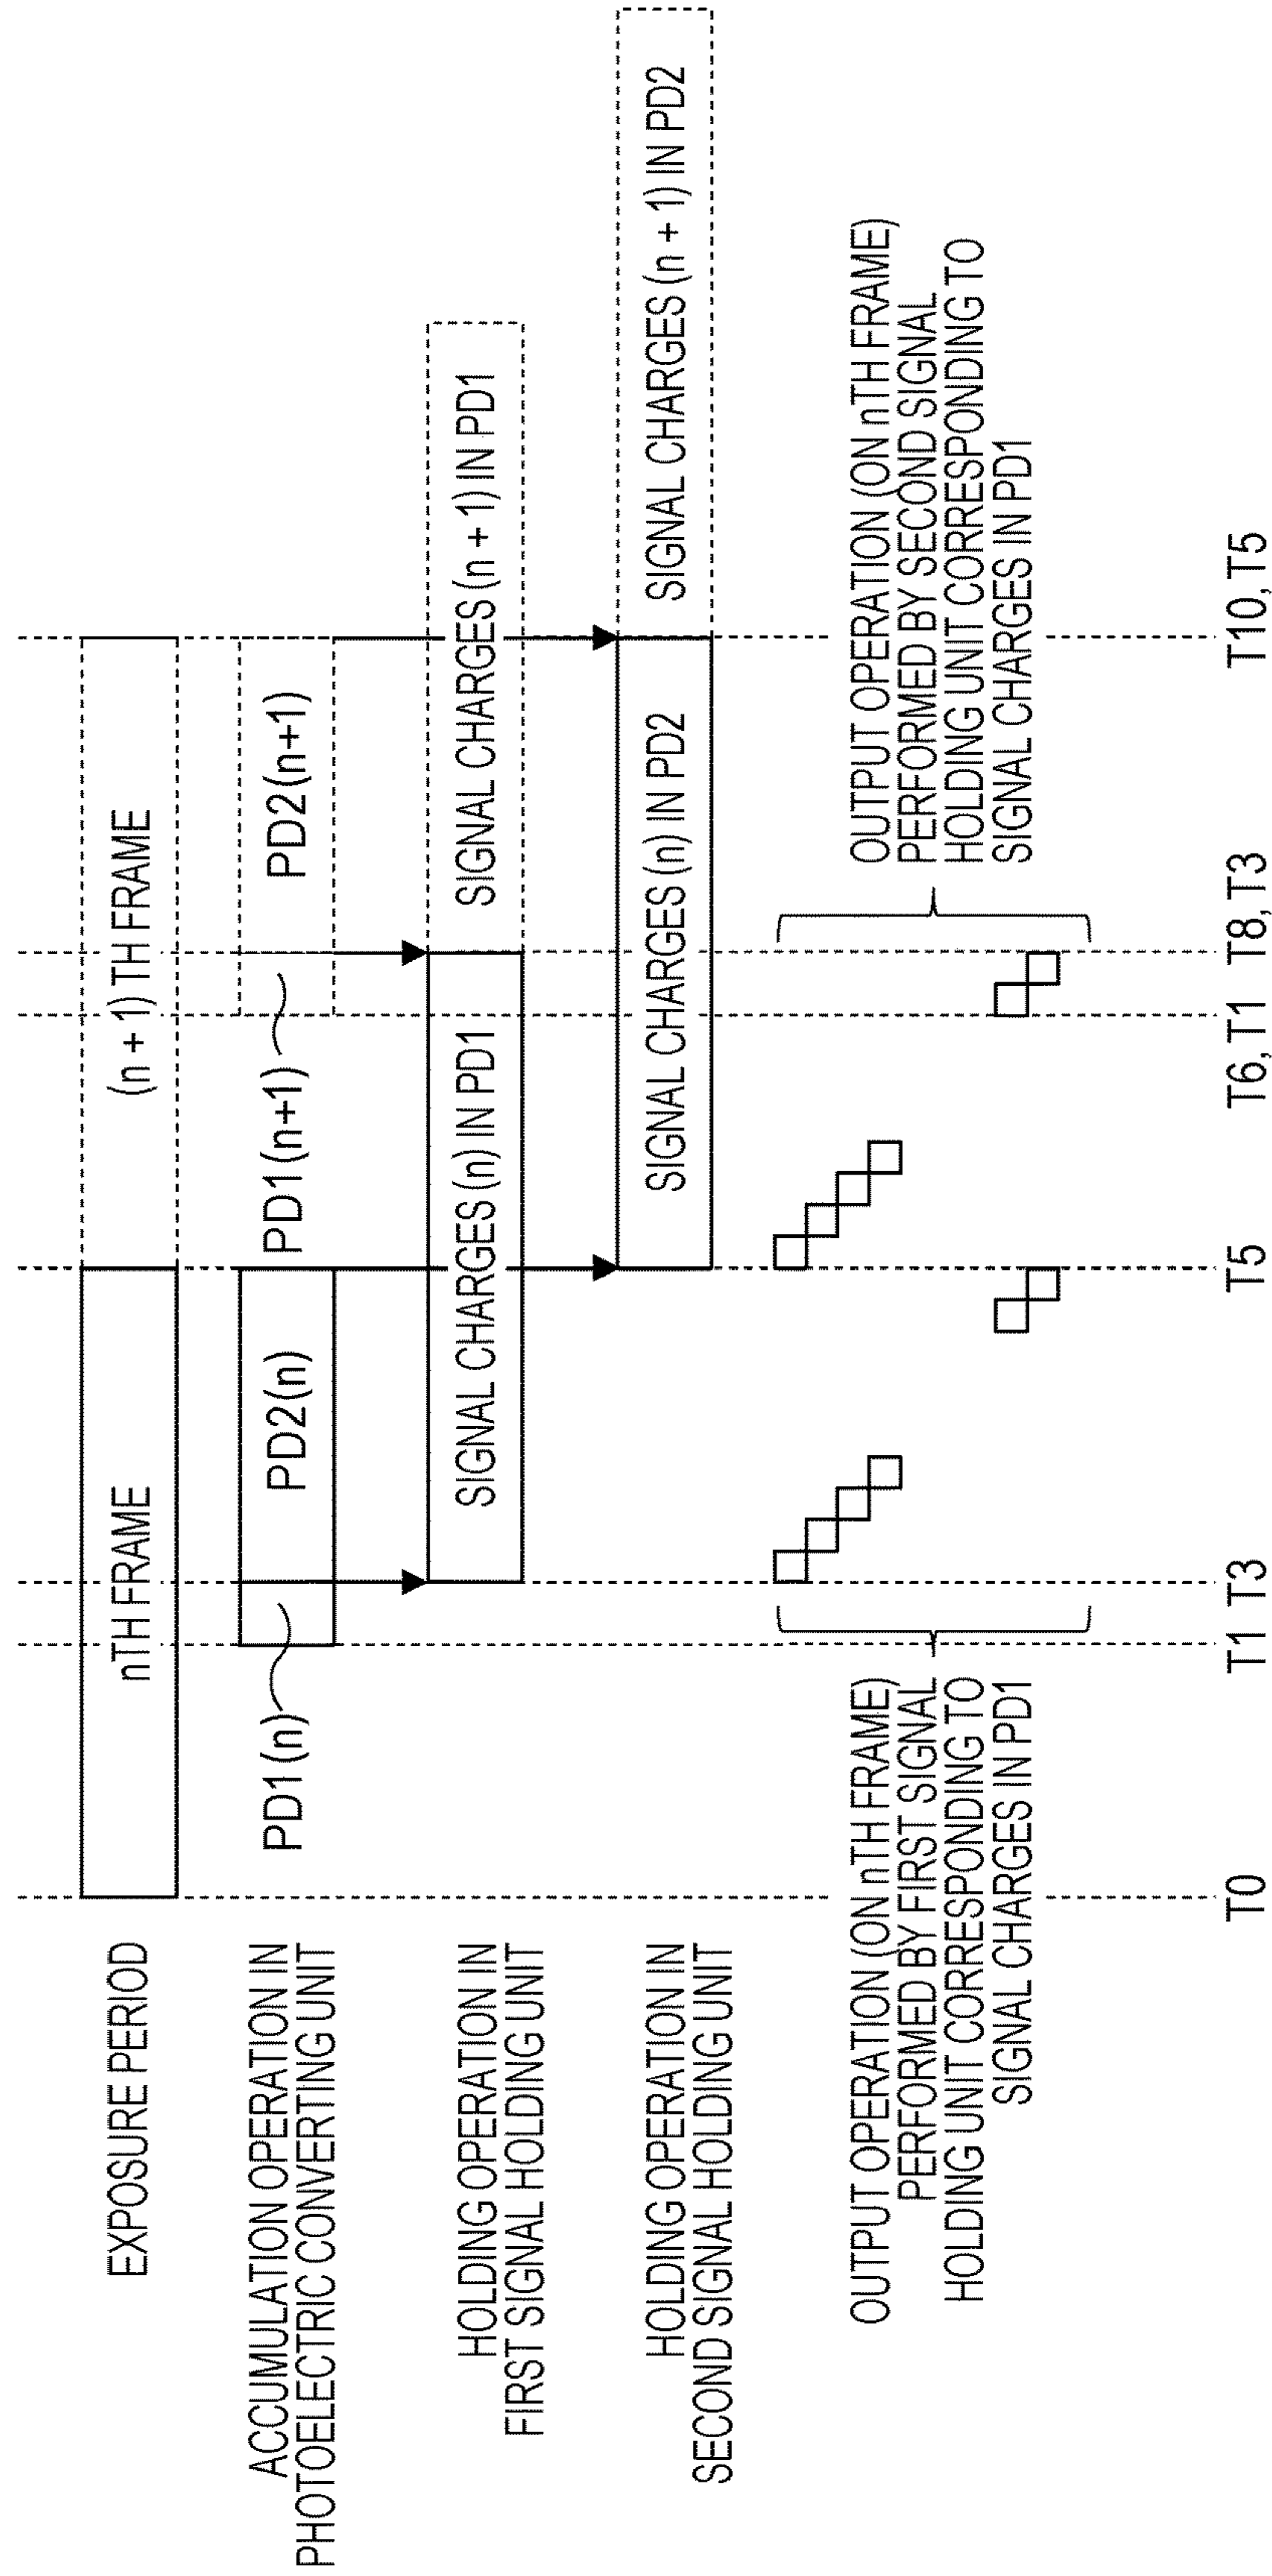 EXPOSURE PERIOD
nTH FRAME
(n + 1) TH FRAME
ACCUMULATION OPERATION IN
PHOTOELECTRIC CONVERTING UNIT
PD1(n)
PD2(n)
PD1(n+1)
PD2(n+1)
HOLDING OPERATION IN
FIRST SIGNAL HOLDING UNIT
SIGNAL CHARGES (n) IN PD1
SIGNAL CHARGES (n + 1) IN PD1
HOLDING OPERATION IN
SECOND SIGNAL HOLDING UNIT
SIGNAL CHARGES (n) IN PD2
SIGNAL CHARGES (n + 1) IN PD2
OUTPUT OPERATION (ON nTH FRAME)
PERFORMED BY FIRST SIGNAL
HOLDING UNIT CORRESPONDING TO
SIGNAL CHARGES IN PD1
OUTPUT OPERATION (ON nTH FRAME)
PERFORMED BY SECOND SIGNAL
HOLDING UNIT CORRESPONDING TO
SIGNAL CHARGES IN PD1
T0
T1
T3
T5
T6, T1
T8, T3
T10, T5